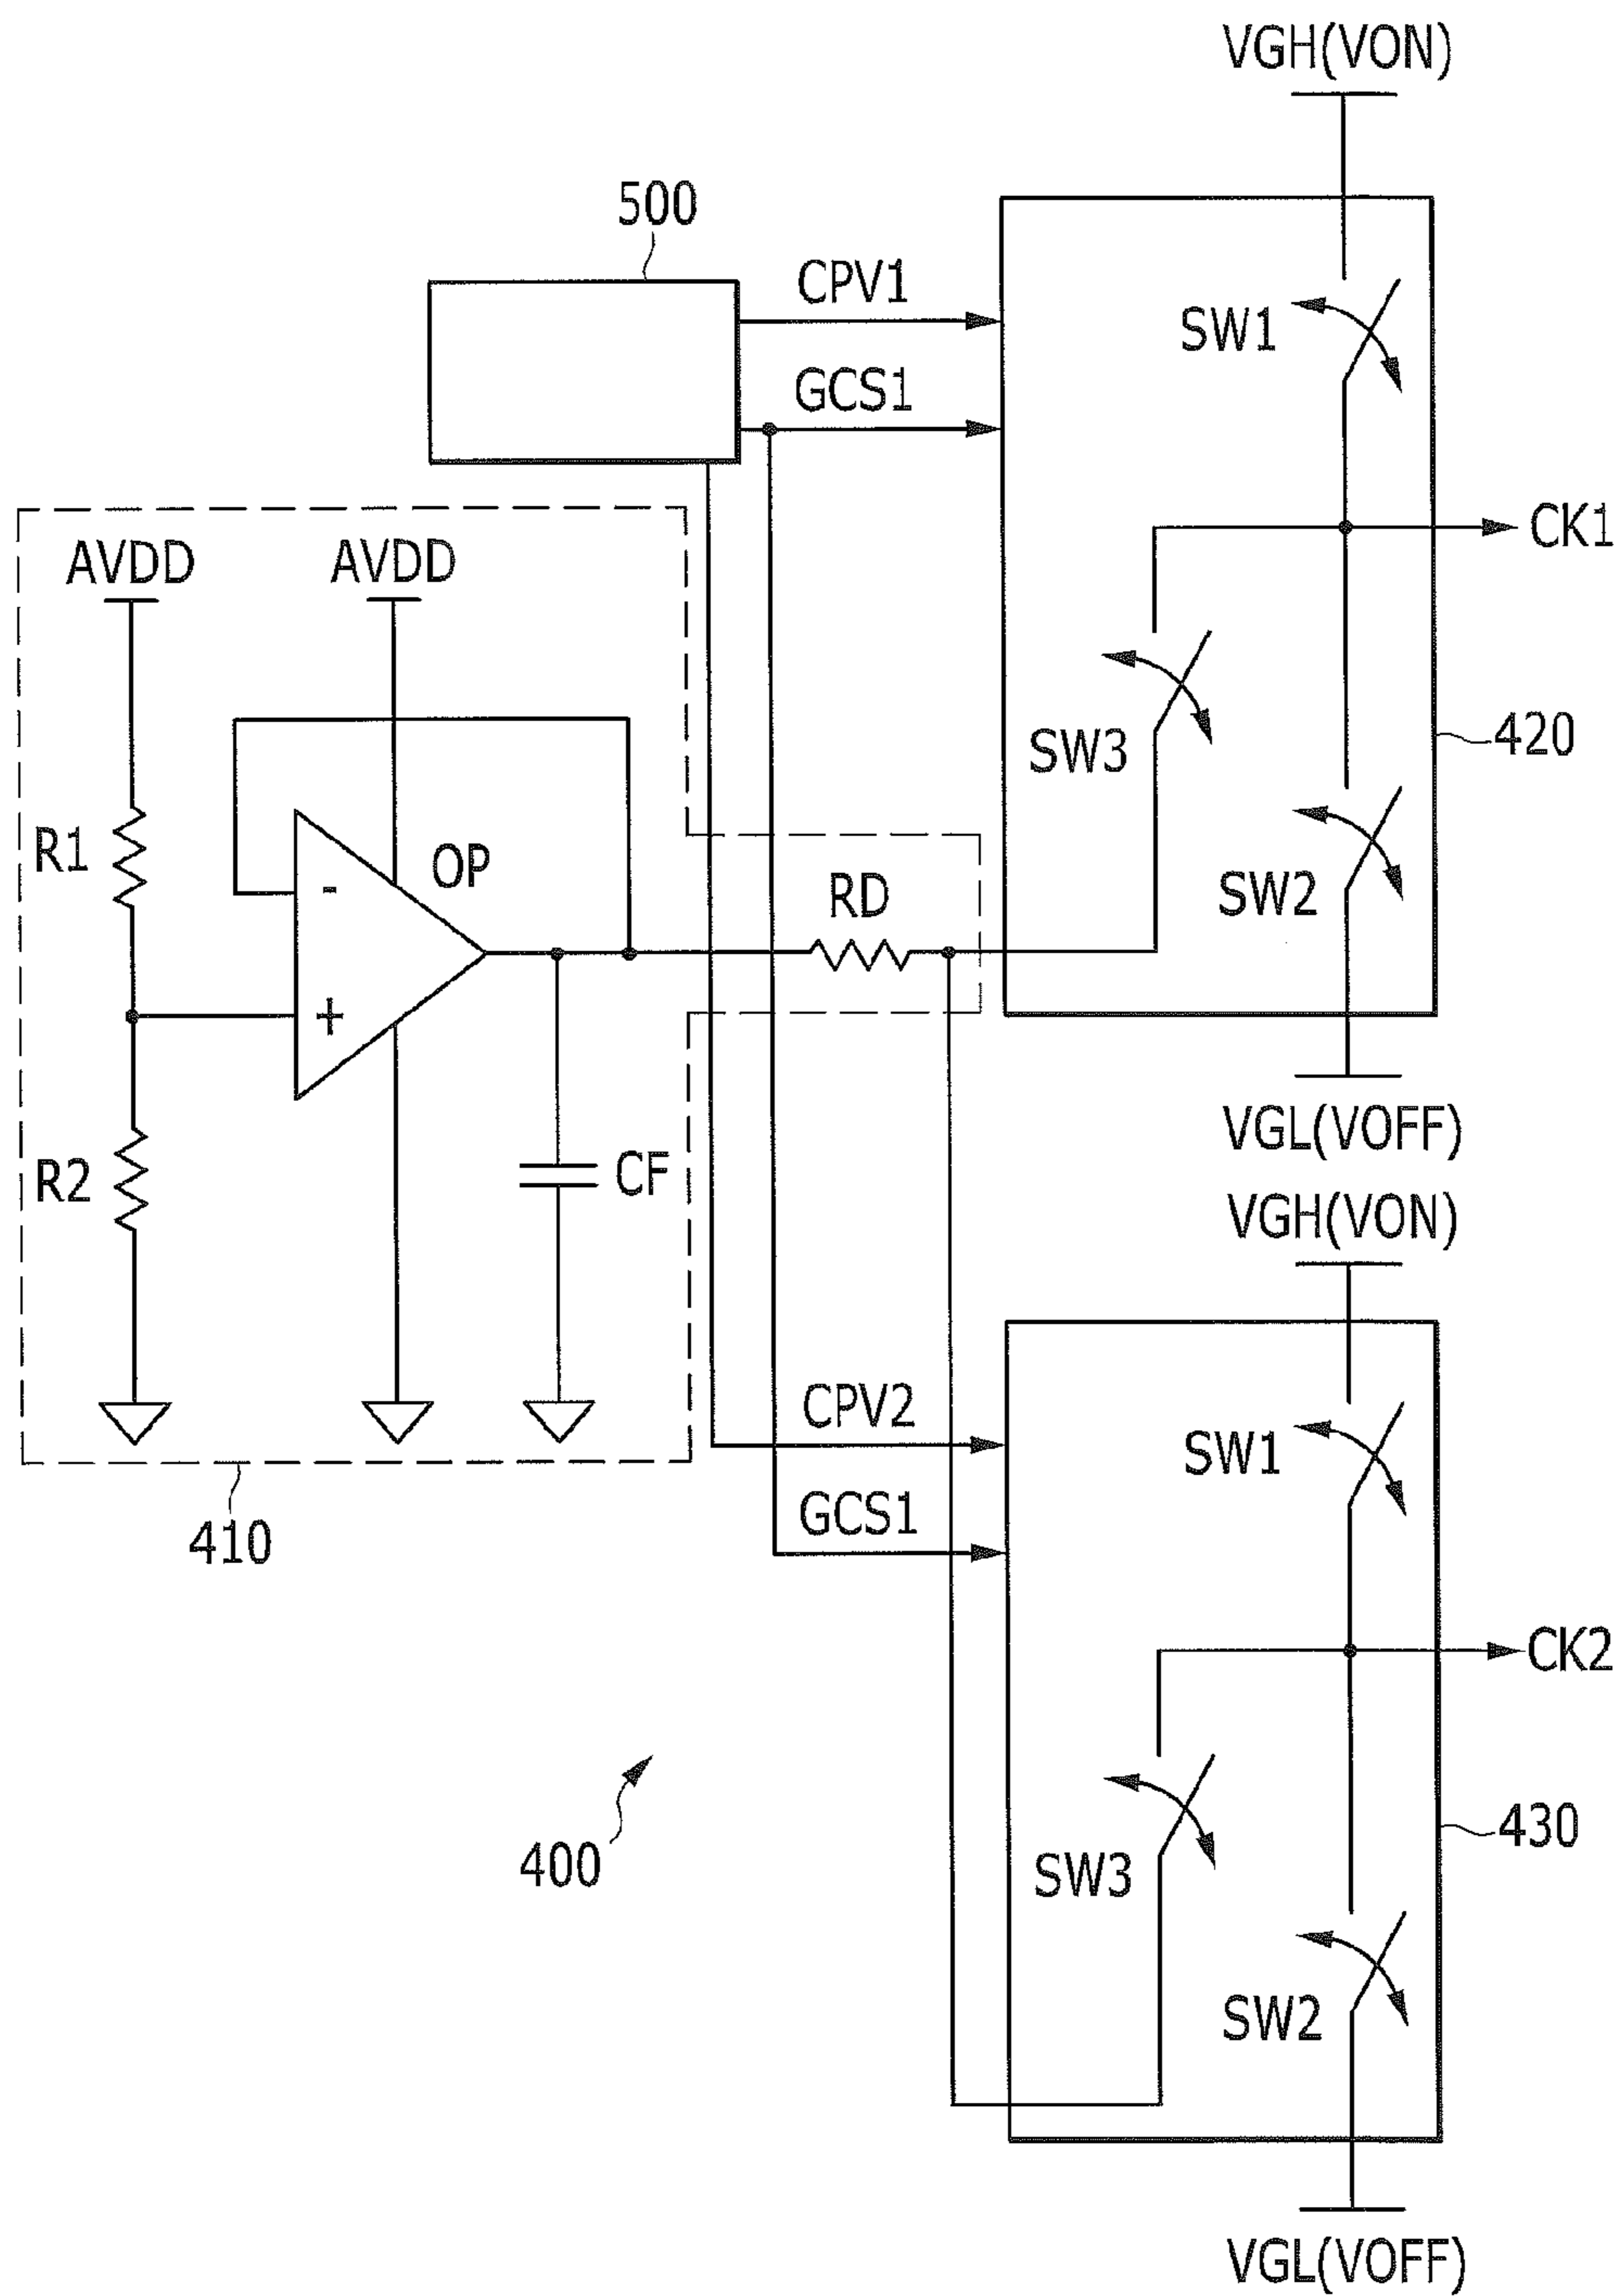 VGH(VON)
500
CPV1
SW1
GCS1
CK1
AVDD
AVDD
SW3
420
R1
OP
RD
SW2
-
+
VGL(VOFF)
R2
CF
VGH(VON)
CPV2
SW1
GCS1
410
CK2
400
SW3
430
SW2
VGL(VOFF)